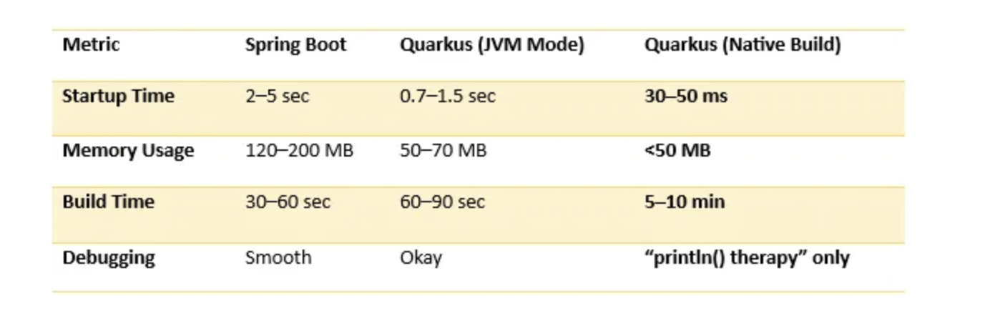 Metric Spring Boot Quarkus (JVM Mode) Quarkus (Native Build)
Startup Time 2–5 sec 0.7–1.5 sec 30–50 ms
Memory Usage 120–200 MB 50–70 MB <50 MB
Build Time 30–60 sec 60–90 sec 5–10 min
Debugging Smooth Okay “println() therapy” only